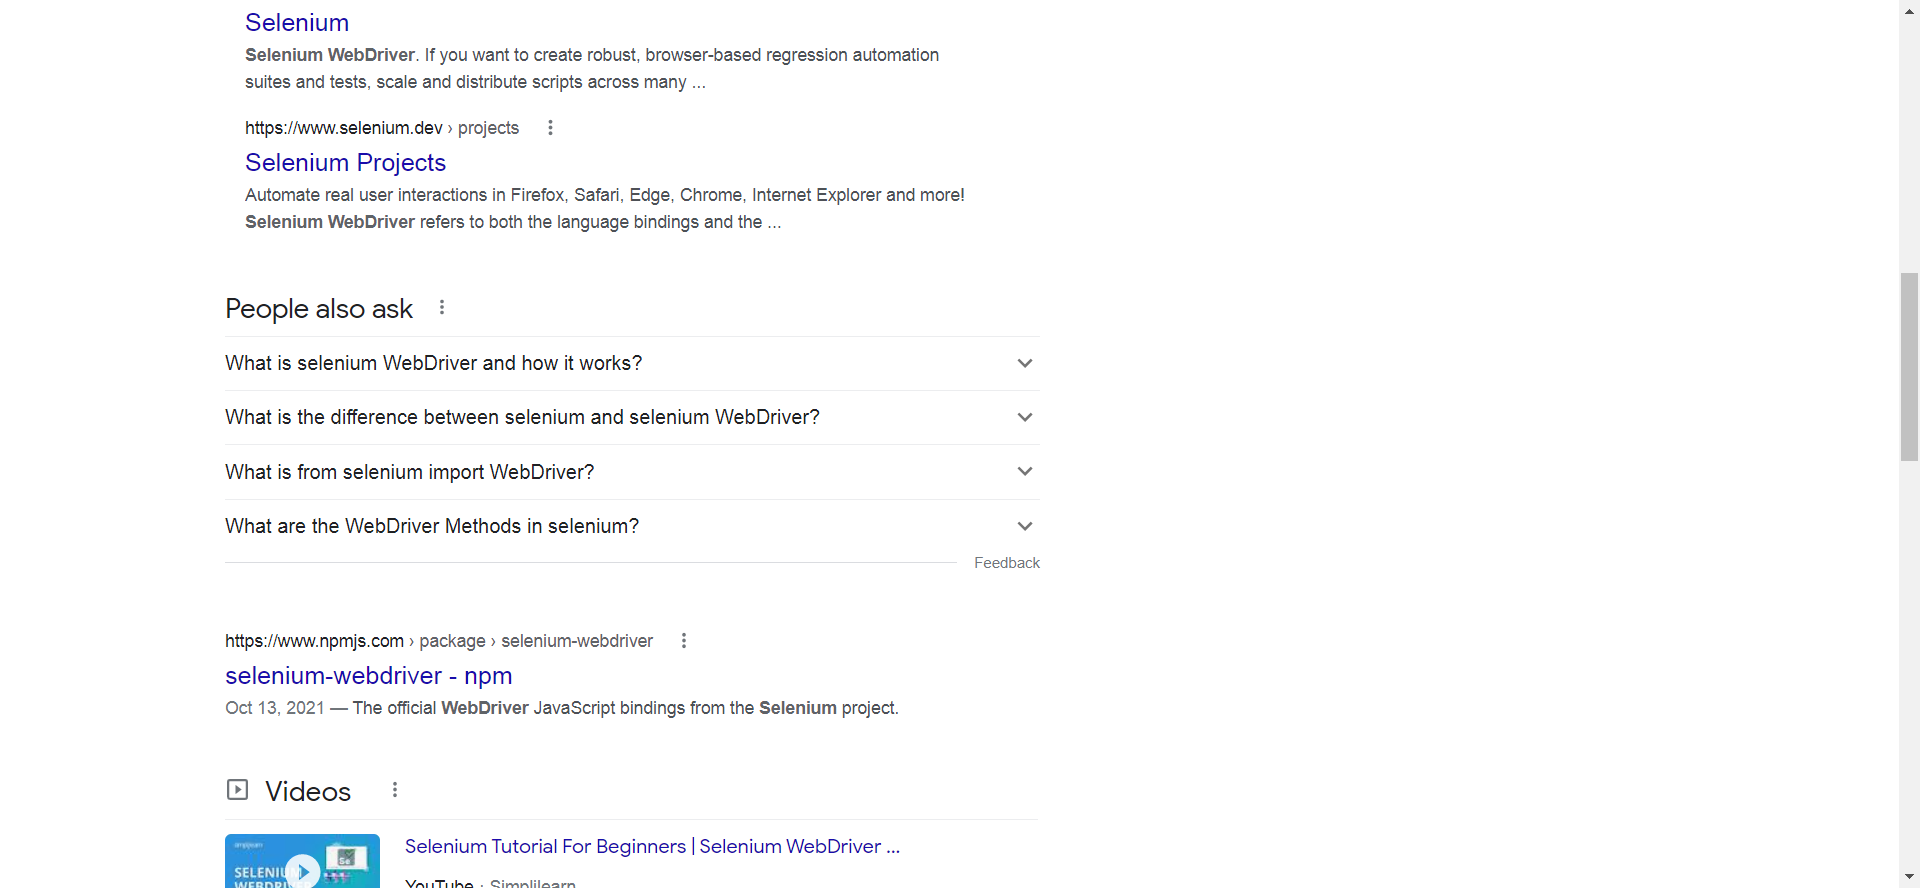 Selenium
Selenium WebDriver. If you want to create robust, browser-based regression automation
suites and tests, scale and distribute scripts across many ...
https://www.selenium.dev › projects
Selenium Projects
Automate real user interactions in Firefox, Safari, Edge, Chrome, Internet Explorer and more!
Selenium WebDriver refers to both the language bindings and the ...
People also ask
What is selenium WebDriver and how it works?
What is the difference between selenium and selenium WebDriver?
What is from selenium import WebDriver?
What are the WebDriver Methods in selenium?
Feedback
https://www.npmjs.com › package › selenium-webdriver
selenium-webdriver - npm
Oct 13, 2021 — The official WebDriver JavaScript bindings from the Selenium project.
Videos
simplilearn
Se
SELENIUM
WEBDRIVER
Selenium Tutorial For Beginners | Selenium WebDriver ...
YouTube · Simplilearn